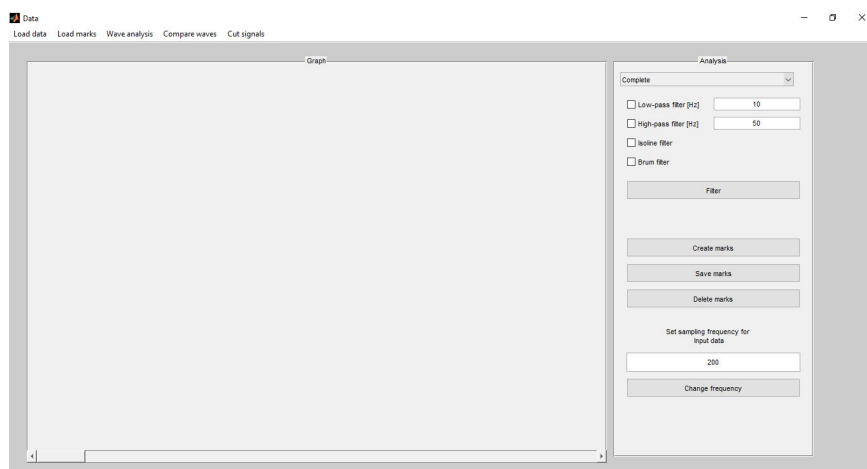 Data
Load data Load marks Wave analysis Compare waves Cut signals
Graph
Analysis
Complete
Low-pass filter [Hz] 10
High-pass filter [Hz] 50
Isoline filter
Brum filter
Filter
Create marks
Save marks
Delete marks
Set sampling frequency for
Input data
200
Change frequency